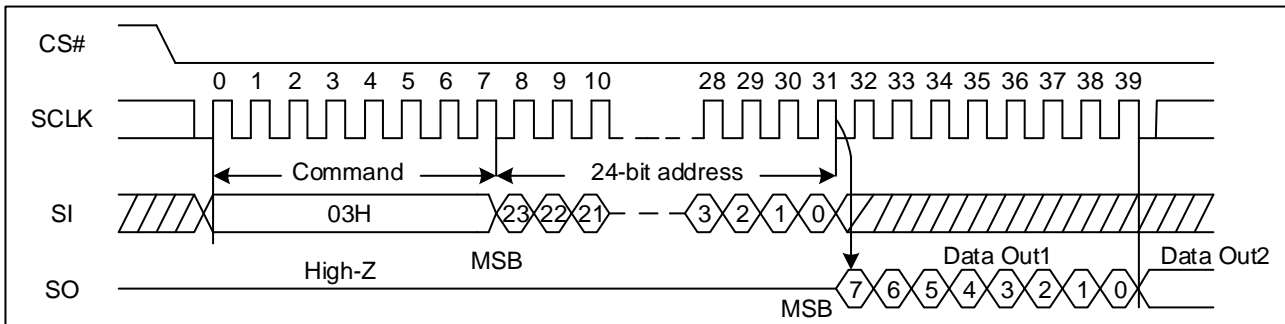 CS#
0 1 2 3 4 5 6 7 8 9 10 28 29 30 31 32 33 34 35 36 37 38 39
SCLK
Command 24-bit address
SI 03H 23 22 21 3 2 1 0
High-Z MSB Data Out1 Data Out2
SO MSB 7 6 5 4 3 2 1 0